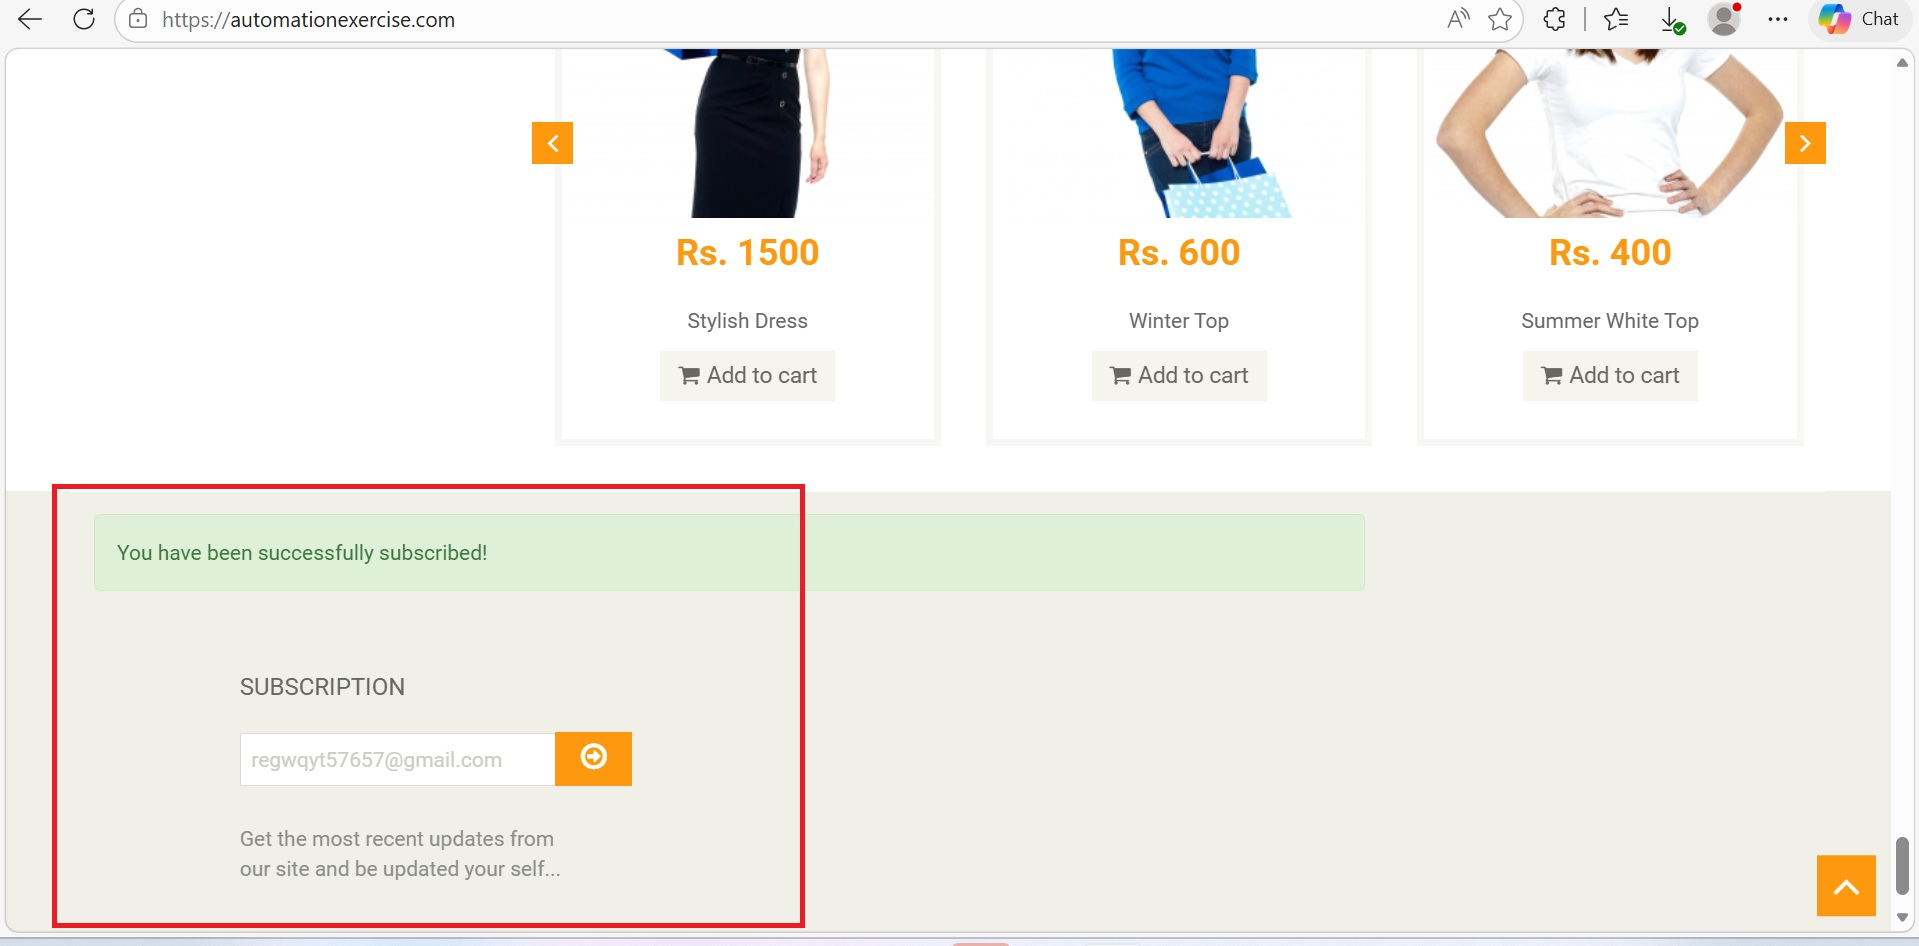 https://automationexercise.com
Chat
Rs. 1500
Rs. 600
Rs. 400
Stylish Dress
Winter Top
Summer White Top
Add to cart
Add to cart
Add to cart
You have been successfully subscribed!
SUBSCRIPTION
regwqyt57657@gmail.com
Get the most recent updates from
our site and be updated your self...